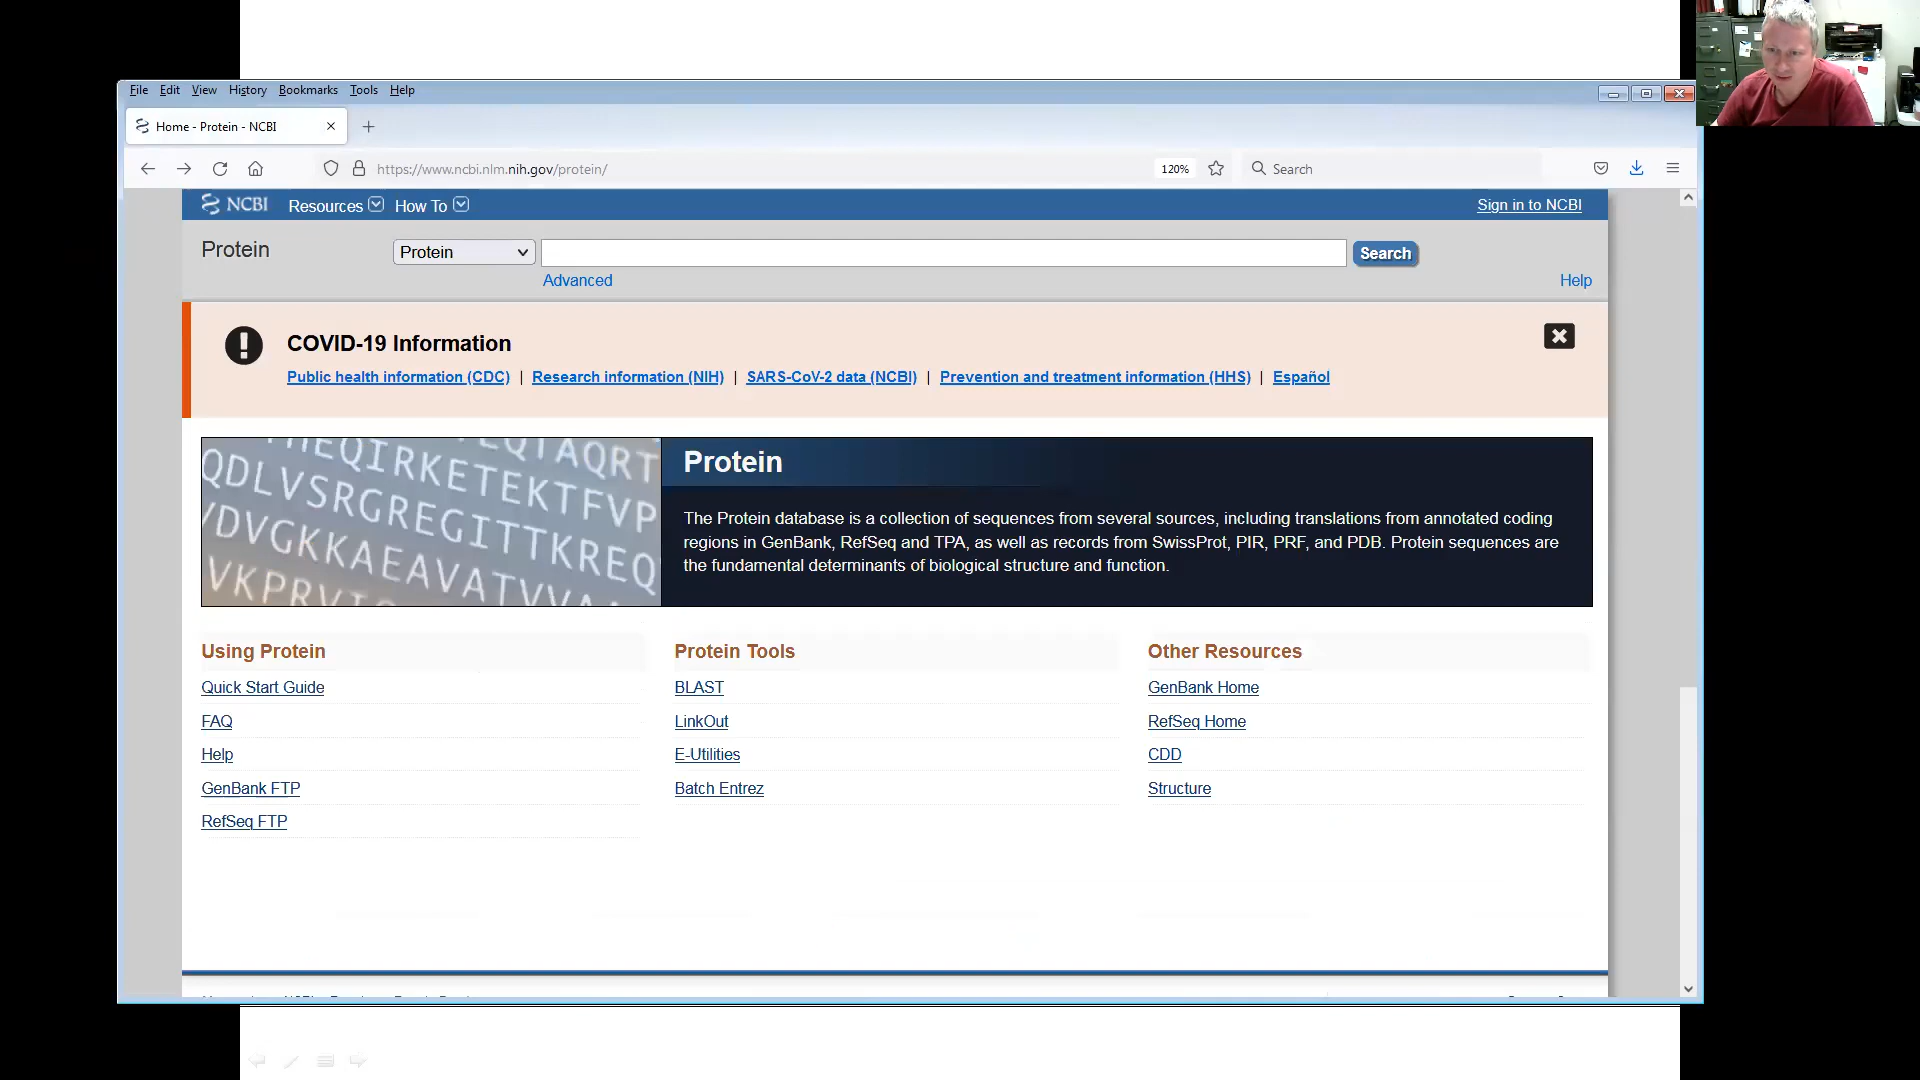 File Edit View History Bookmarks Tools Help
Home - Protein - NCBI
https://www.ncbi.nlm.nih.gov/protein/
120%
Search
NCBI Resources How To
Sign in to NCBI
Protein
Protein
Search
Advanced
Help
COVID-19 Information
Public health information (CDC) | Research information (NIH) | SARS-CoV-2 data (NCBI) | Prevention and treatment information (HHS) | Español
HEQIRKETEKTFVP
QDLVSRGREGITTKREQ
VDVGKKAEAVATVVA
Protein
The Protein database is a collection of sequences from several sources, including translations from annotated coding
regions in GenBank, RefSeq and TPA, as well as records from SwissProt, PIR, PRF, and PDB. Protein sequences are
the fundamental determinants of biological structure and function.
Using Protein
Quick Start Guide
FAQ
Help
GenBank FTP
RefSeq FTP
Protein Tools
BLAST
LinkOut
E-Utilities
Batch Entrez
Other Resources
GenBank Home
RefSeq Home
CDD
Structure